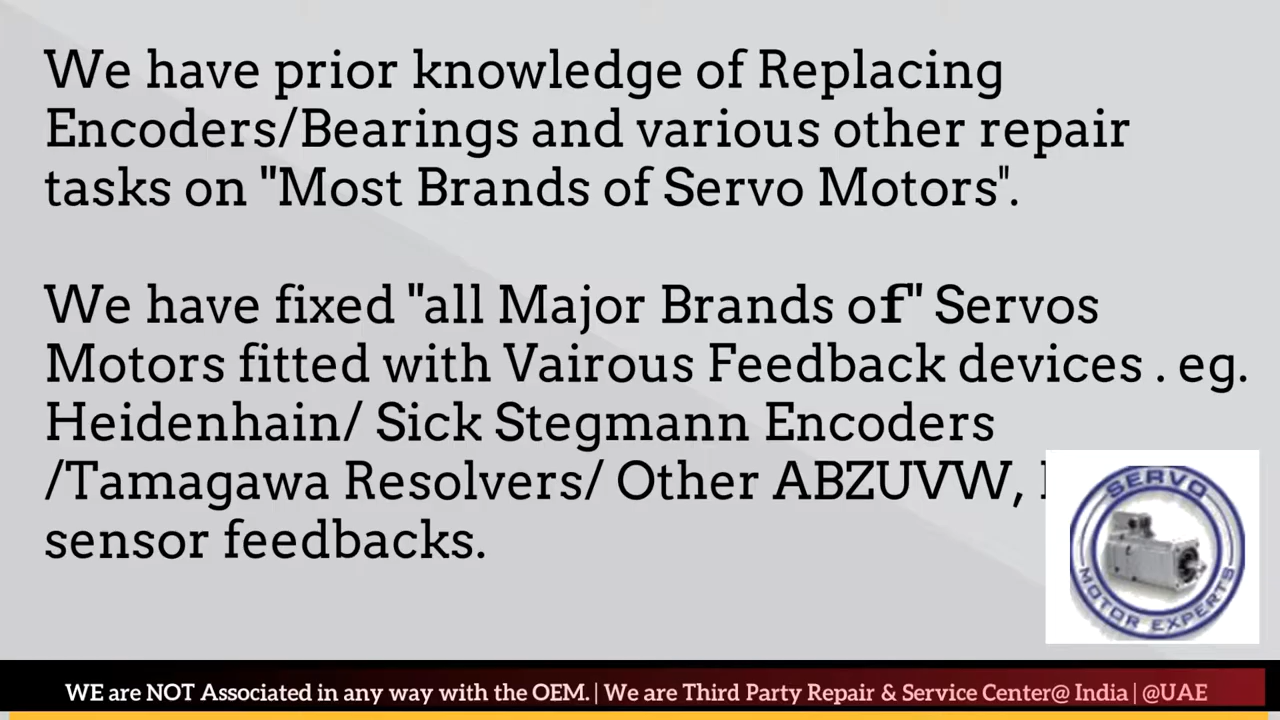 We have prior knowledge of Replacing
Encoders/Bearings and various other repair
tasks on "Most Brands of Servo Motors".
We have fixed "all Major Brands of" Servos
Motors fitted with Vairous Feedback devices . eg.
Heidenhain/ Sick Stegmann Encoders
/Tamagawa Resolvers/ Other ABZUVW,
sensor feedbacks.
SERVO
MOTOR EXPERTS
WE are NOT Associated in any way with the OEM. | We are Third Party Repair & Service Center@ India | @UAE